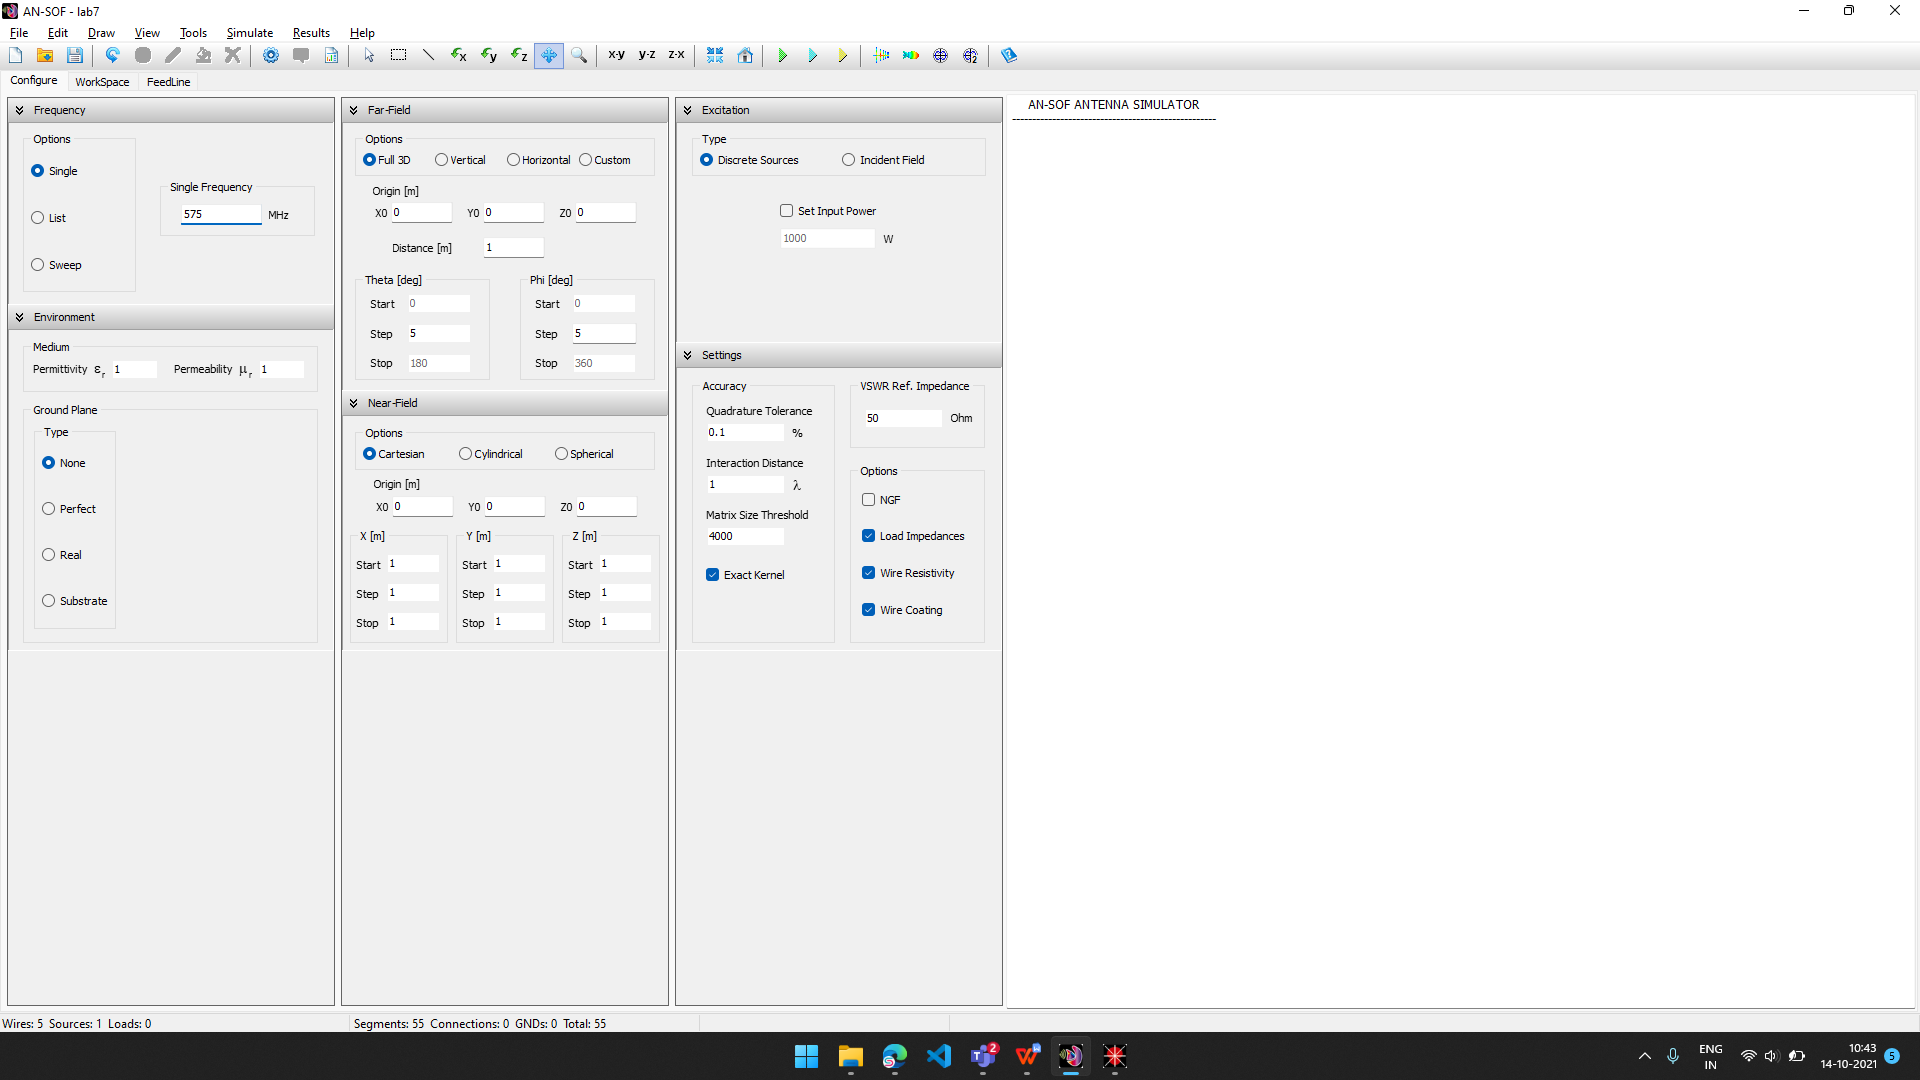 AN-SOF - lab7
File Edit Draw View Tools Simulate Results Help
x y z x-y y-z z-x 2
Configure WorkSpace FeedLine
Frequency
Options
Single
List
Sweep
Single Frequency
575 MHz
Environment
Medium
Permittivity εr 1 Permeability μr 1
Ground Plane
Type
None
Perfect
Real
Substrate
Far-Field
Options
Full 3D Vertical Horizontal Custom
Origin [m]
X0 0 Y0 0 Z0 0
Distance [m] 1
Theta [deg] Phi [deg]
Start 0 Start 0
Step 5 Step 5
Stop 180 Stop 360
Near-Field
Options
Cartesian Cylindrical Spherical
Origin [m]
X0 0 Y0 0 Z0 0
X [m] Y [m] Z [m]
Start 1 Start 1 Start 1
Step 1 Step 1 Step 1
Stop 1 Stop 1 Stop 1
Excitation
Type
Discrete Sources Incident Field
Set Input Power
1000 W
Settings
Accuracy
Quadrature Tolerance
0.1 %
Interaction Distance
1 λ
Matrix Size Threshold
4000
Exact Kernel
VSWR Ref. Impedance
50 Ohm
Options
NGF
Load Impedances
Wire Resistivity
Wire Coating
AN-SOF ANTENNA SIMULATOR
---------------------------------------------------
Wires: 5 Sources: 1 Loads: 0 Segments: 55 Connections: 0 GNDs: 0 Total: 55
2
ENG
IN
10:43
14-10-2021
5